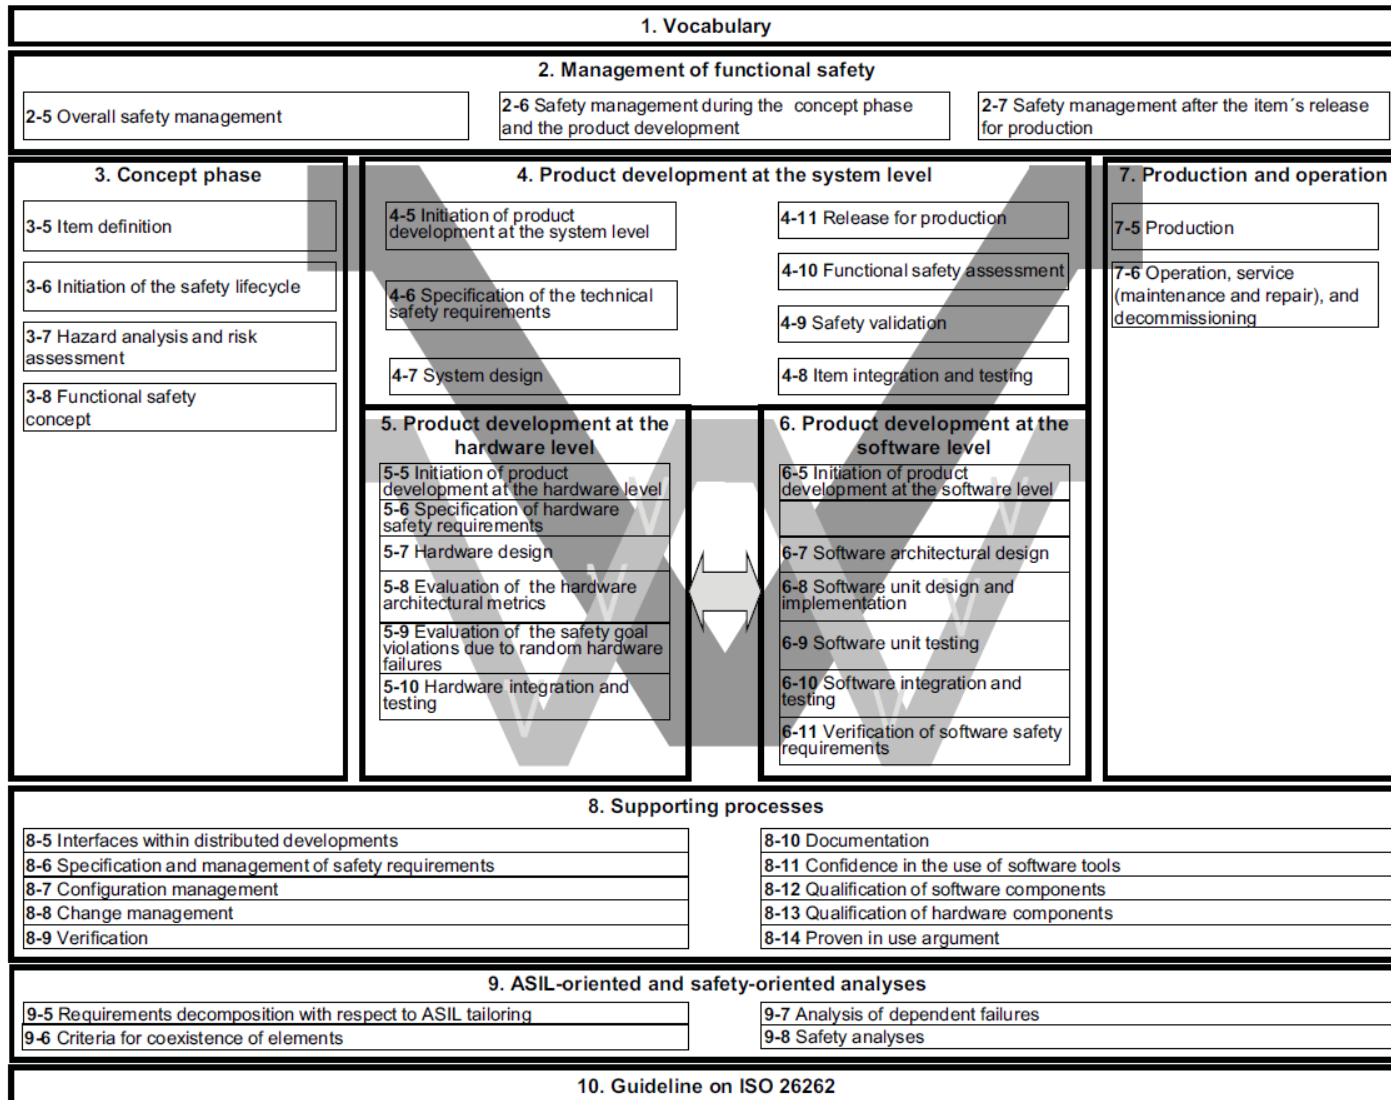 1. Vocabulary
2. Management of functional safety
2-5 Overall safety management
2-6 Safety management during the concept phase
and the product development
2-7 Safety management after the item´s release
for production
3. Concept phase
3-5 Item definition
3-6 Initiation of the safety lifecycle
3-7 Hazard analysis and risk
assessment
3-8 Functional safety
concept
4. Product development at the system level
4-5 Initiation of product
development at the system level
4-6 Specification of the technical
safety requirements
4-7 System design
4-11 Release for production
4-10 Functional safety assessment
4-9 Safety validation
4-8 Item integration and testing
7. Production and operation
7-5 Production
7-6 Operation, service
(maintenance and repair), and
decommissioning
5. Product development at the
hardware level
5-5 Initiation of product
development at the hardware level
5-6 Specification of hardware
safety requirements
5-7 Hardware design
5-8 Evaluation of the hardware
architectural metrics
5-9 Evaluation of the safety goal
violations due to random hardware
failures
5-10 Hardware integration and
testing
6. Product development at the
software level
6-5 Initiation of product
development at the software level
6-7 Software architectural design
6-8 Software unit design and
implementation
6-9 Software unit testing
6-10 Software integration and
testing
6-11 Verification of software safety
requirements
8. Supporting processes
8-5 Interfaces within distributed developments
8-6 Specification and management of safety requirements
8-7 Configuration management
8-8 Change management
8-9 Verification
8-10 Documentation
8-11 Confidence in the use of software tools
8-12 Qualification of software components
8-13 Qualification of hardware components
8-14 Proven in use argument
9. ASIL-oriented and safety-oriented analyses
9-5 Requirements decomposition with respect to ASIL tailoring
9-6 Criteria for coexistence of elements
9-7 Analysis of dependent failures
9-8 Safety analyses
10. Guideline on ISO 26262